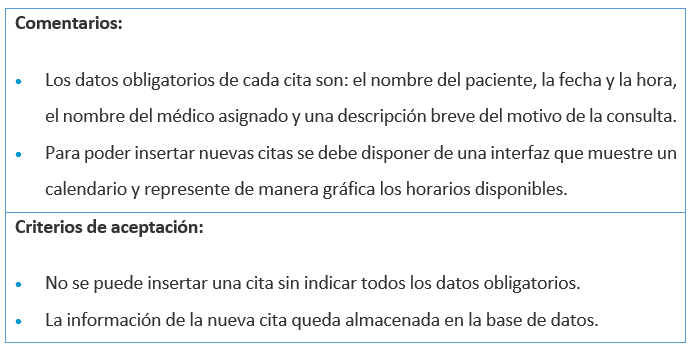 Comentarios:
• Los datos obligatorios de cada cita son: el nombre del paciente, la fecha y la hora,
el nombre del médico asignado y una descripción breve del motivo de la consulta.
• Para poder insertar nuevas citas se debe disponer de una interfaz que muestre un
calendario y represente de manera gráfica los horarios disponibles.
Criterios de aceptación:
• No se puede insertar una cita sin indicar todos los datos obligatorios.
• La información de la nueva cita queda almacenada en la base de datos.